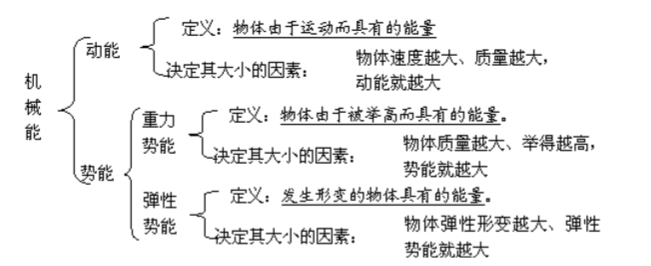 机械能
动能
定义：物体由于运动而具有的能量
决定其大小的因素：
物体速度越大、质量越大，
动能就越大
势能
重力
势能
定义：物体由于被举高而具有的能量。
决定其大小的因素：
物体质量越大、举得越高，
势能就越大
弹性
势能
定义：发生形变的物体具有的能量。
决定其大小的因素：
物体弹性形变越大、弹性
势能就越大